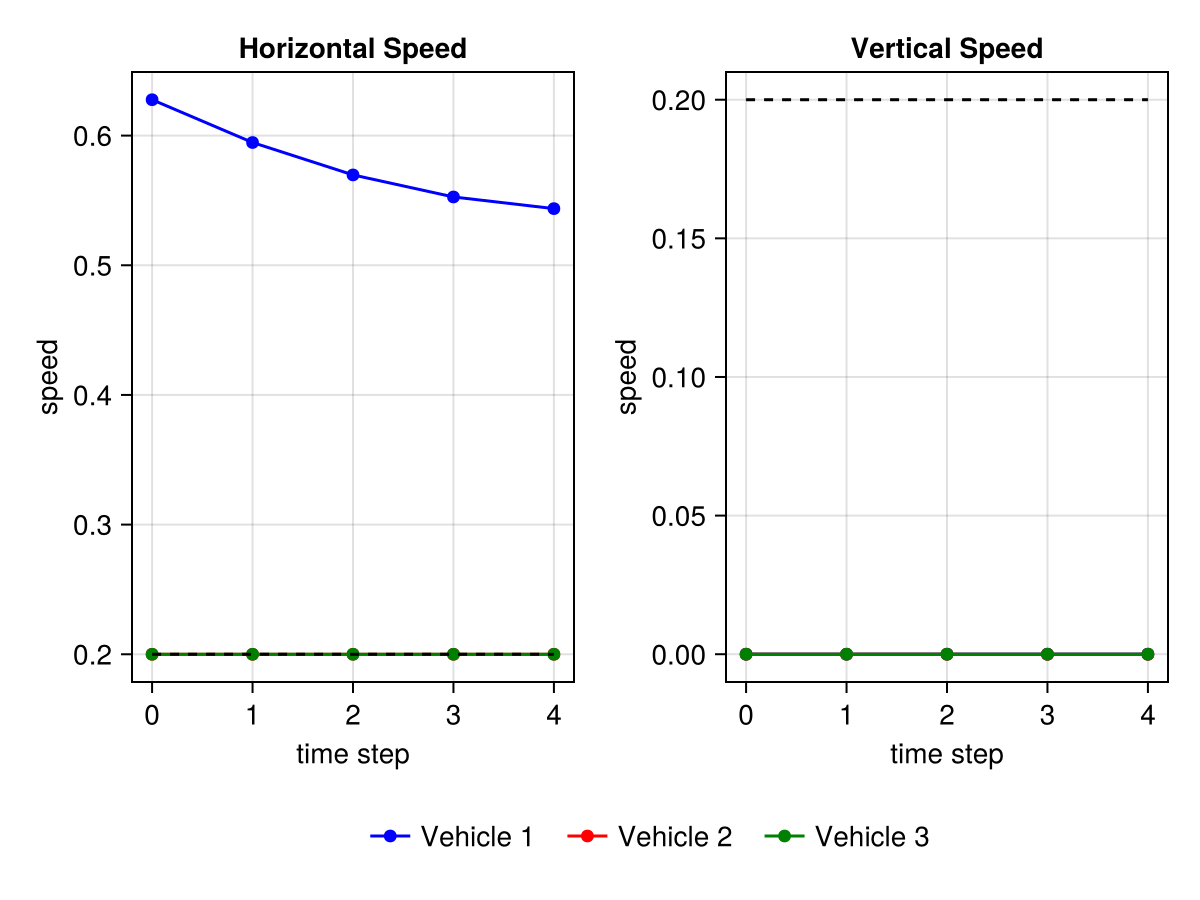 Horizontal Speed
Vertical Speed
speed
0.6
0.5
0.4
0.3
0.2
0 1 2 3 4
time step
speed
0.20
0.15
0.10
0.05
0.00
0 1 2 3 4
time step
Vehicle 1 Vehicle 2 Vehicle 3